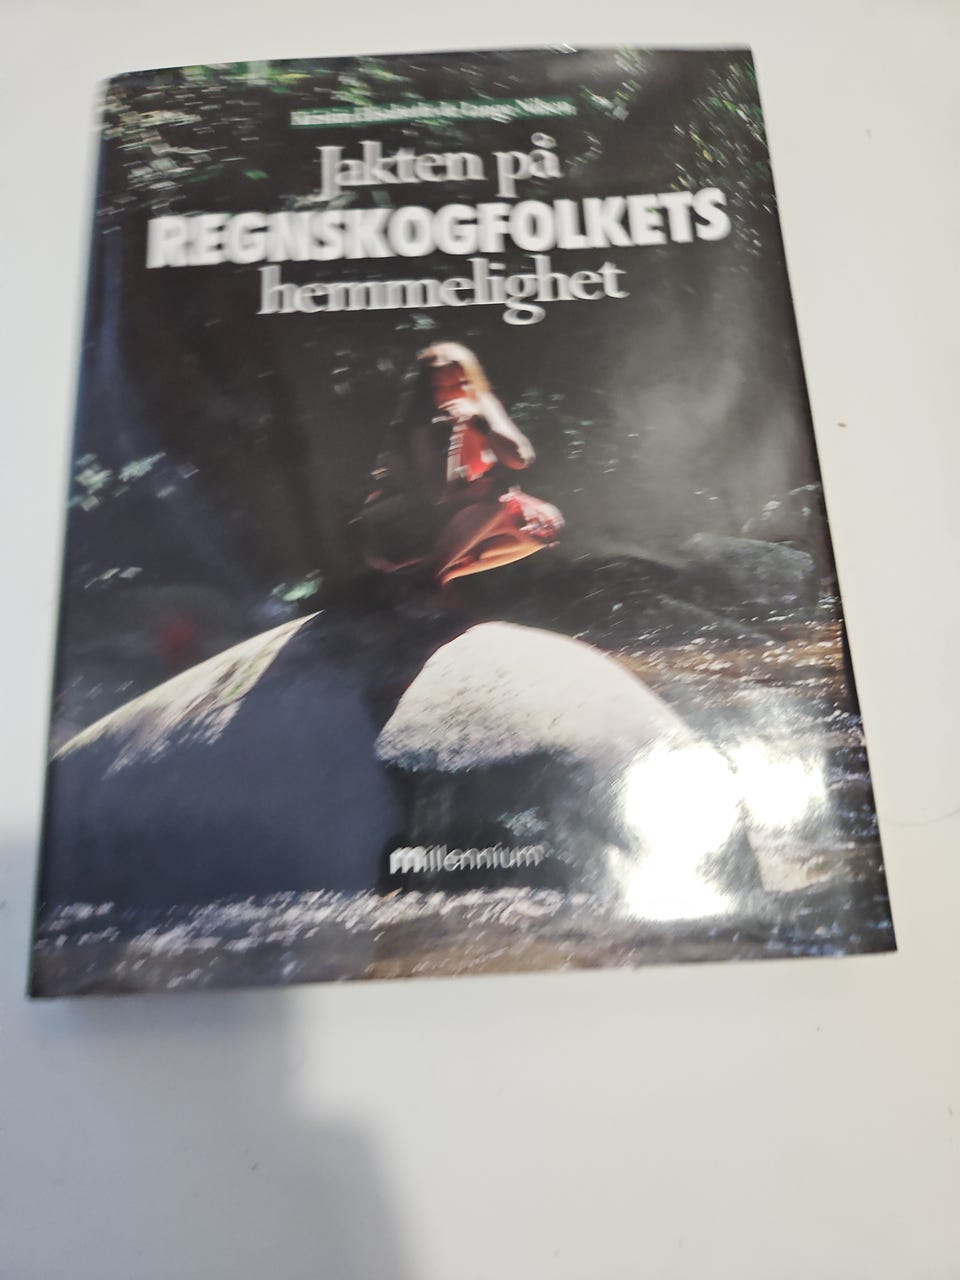 Jakten på
REGNSKOGFOLKETS
hemmelighet
millennium